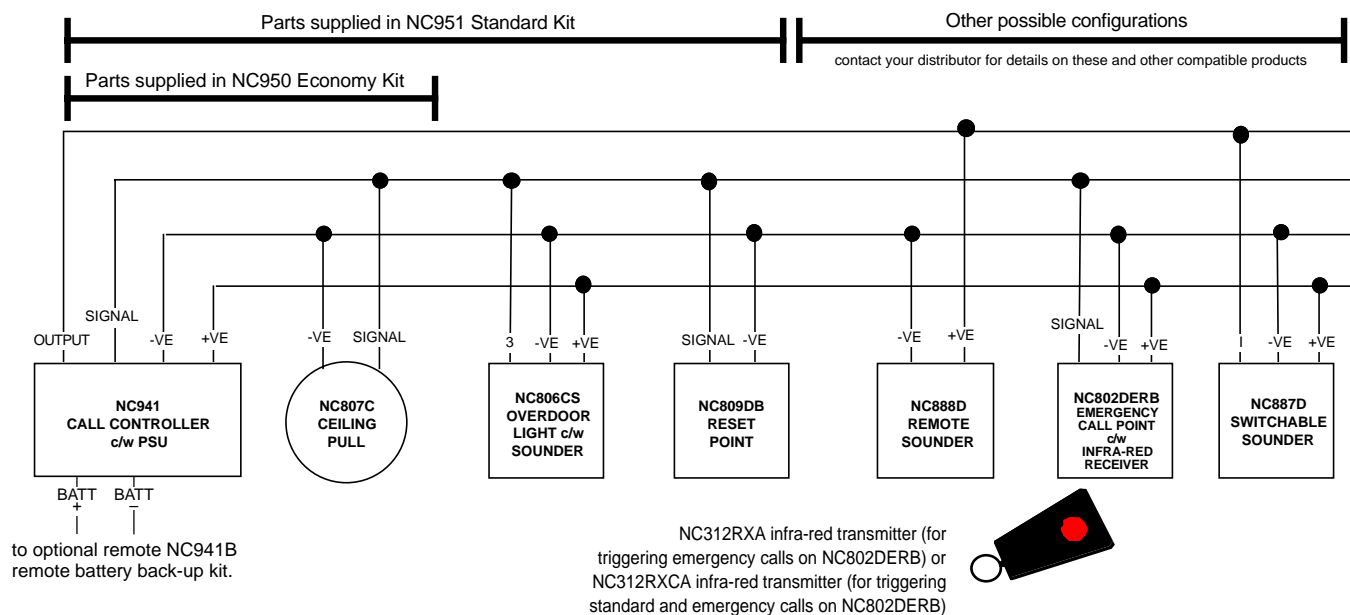 Parts supplied in NC951 Standard Kit
Other possible configurations
contact your distributor for details on these and other compatible products
Parts supplied in NC950 Economy Kit
OUTPUT
SIGNAL
-VE
+VE
-VE
SIGNAL
3
-VE
+VE
SIGNAL
-VE
-VE
+VE
SIGNAL
-VE
+VE
I
-VE
+VE
NC941
CALL CONTROLLER
c/w PSU
NC807C
CEILING
PULL
NC806CS
OVERDOOR
LIGHT c/w
SOUNDER
NC809DB
RESET
POINT
NC888D
REMOTE
SOUNDER
NC802DERB
EMERGENCY
CALL POINT
c/w
INFRA-RED
RECEIVER
NC887D
SWITCHABLE
SOUNDER
BATT
+
BATT
–
to optional remote NC941B
remote battery back-up kit.
NC312RXA infra-red transmitter (for
triggering emergency calls on NC802DERB) or
NC312RXCA infra-red transmitter (for triggering
standard and emergency calls on NC802DERB)